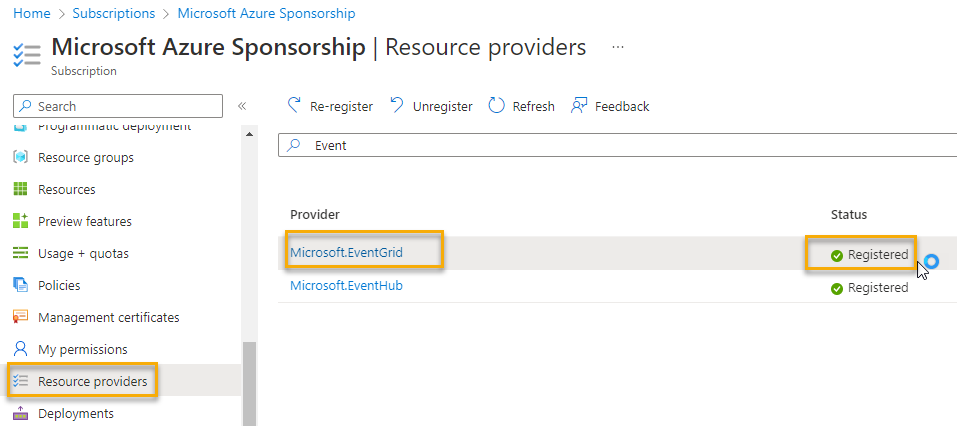 Home > Subscriptions > Microsoft Azure Sponsorship
Microsoft Azure Sponsorship | Resource providers ...
Subscription
Search
«
Programmatic deployment
Resource groups
Resources
Preview features
Usage + quotas
Policies
Management certificates
My permissions
Resource providers
Deployments
Re-register Unregister Refresh Feedback
Event
Provider Status
Microsoft.EventGrid Registered
Microsoft.EventHub Registered